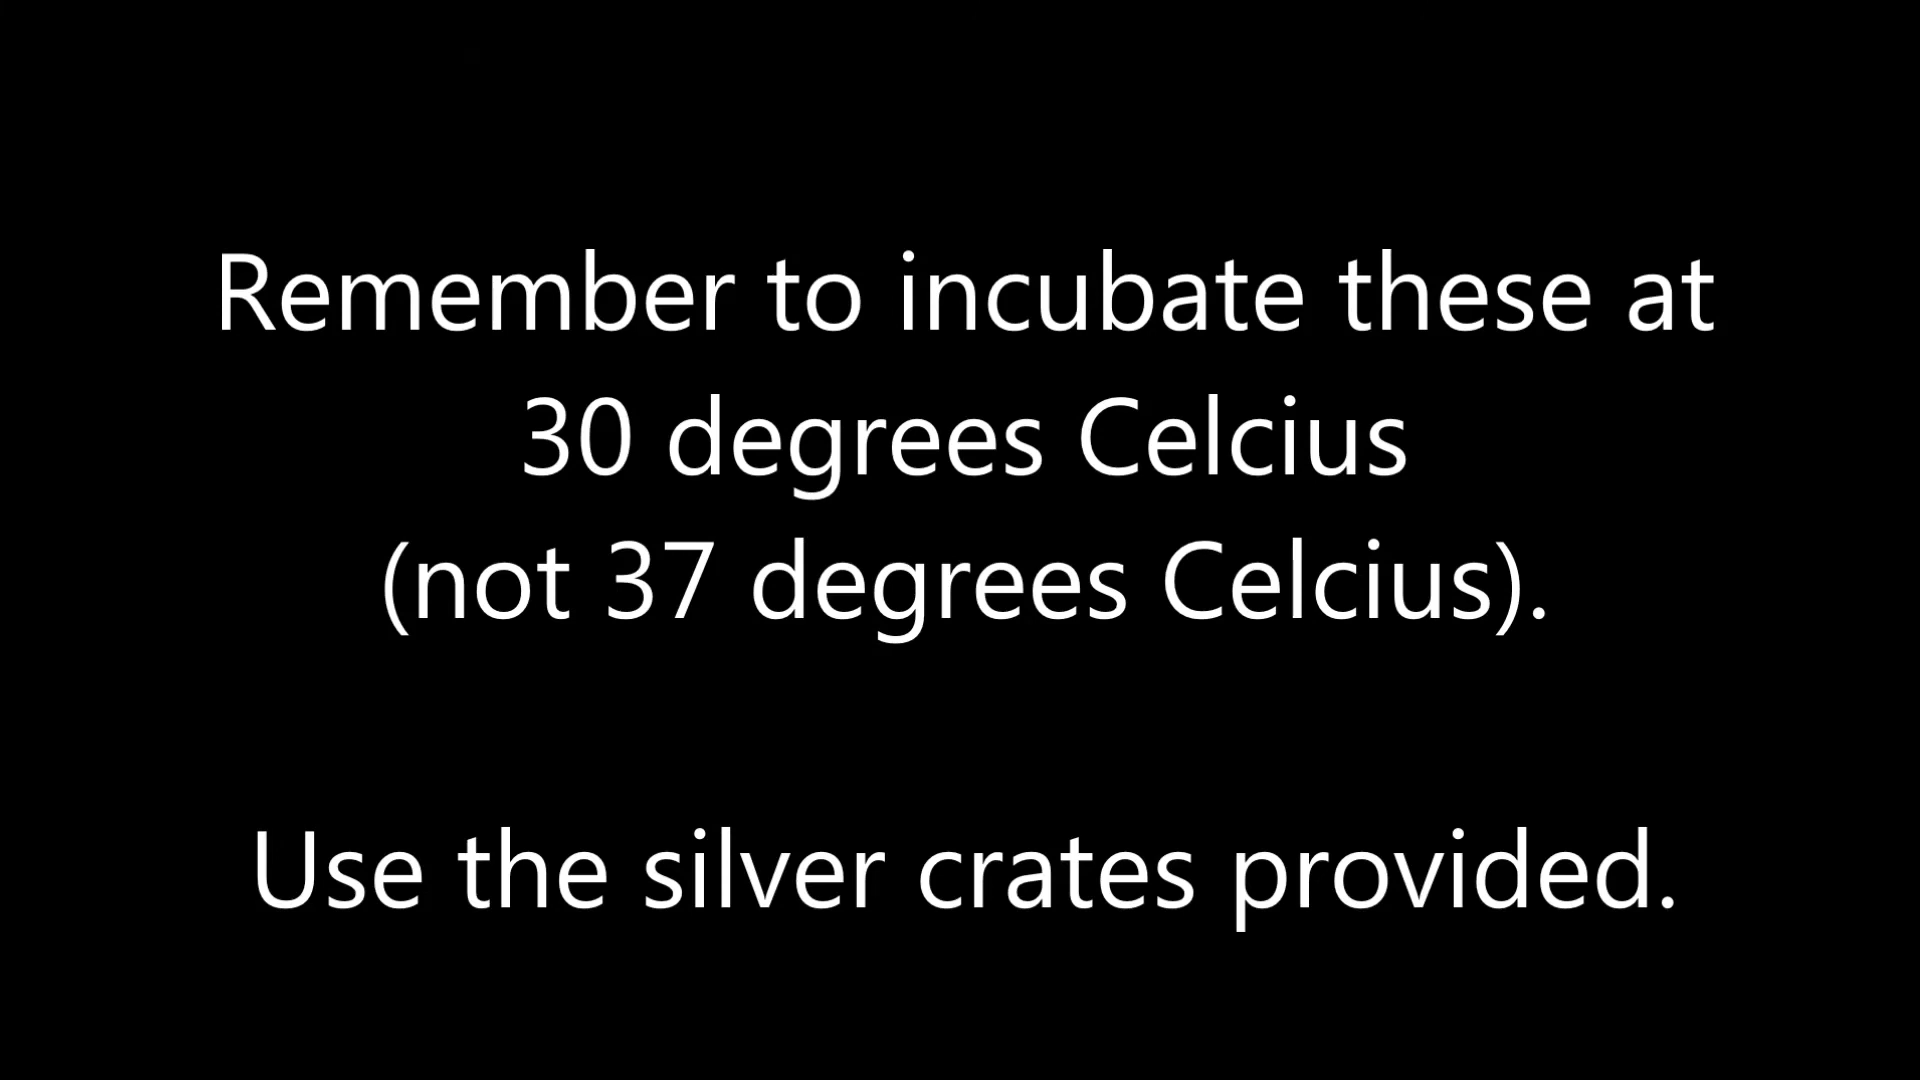 Remember to incubate these at
30 degrees Celcius
(not 37 degrees Celcius).
Use the silver crates provided.